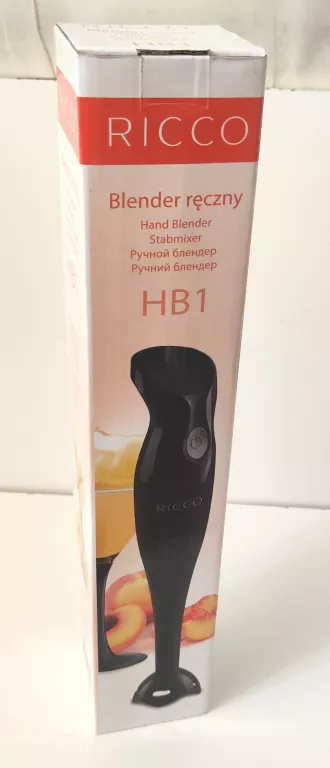 RICCO
Blender ręczny
Hand Blender
Stabmixer
Ручной блендер
Ручний блендер
HB1
RICCO